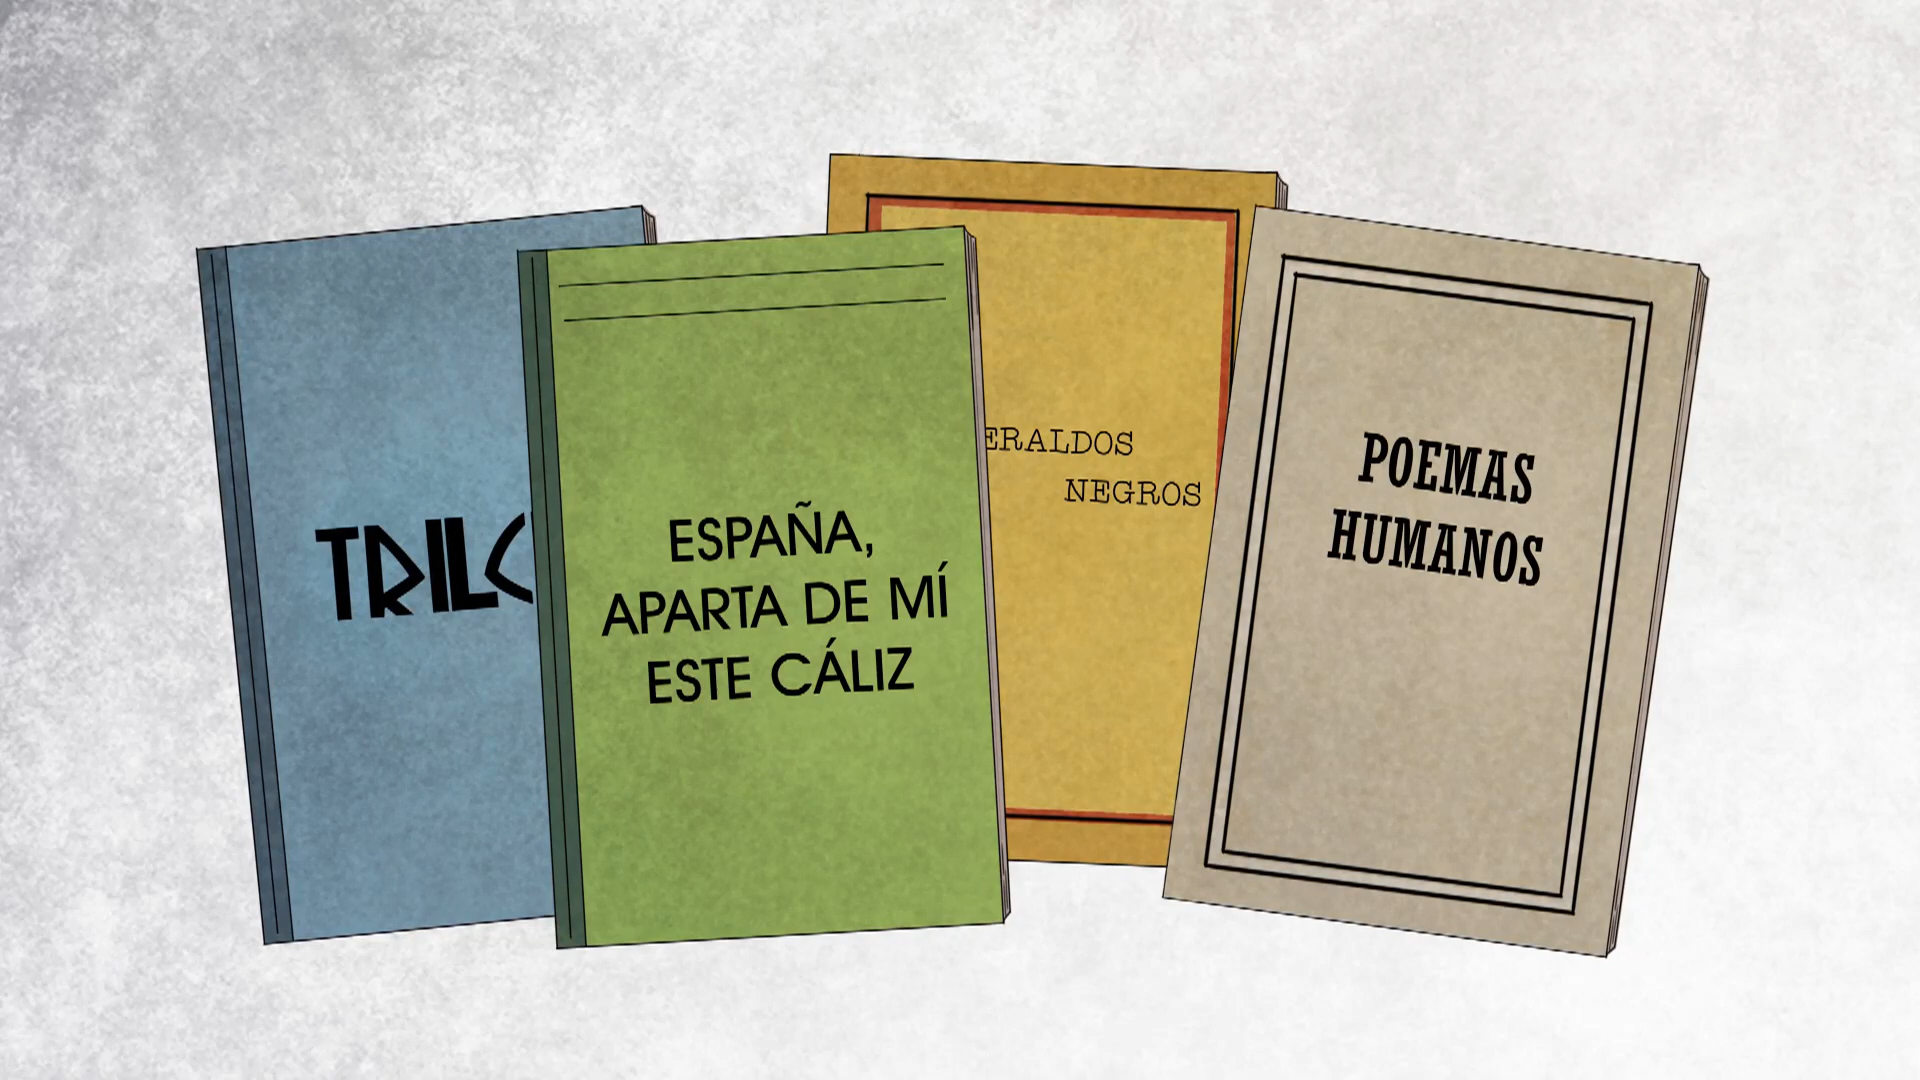 TRILC
ESPAÑA,
APARTA DE MÍ
ESTE CÁLIZ
ERALDOS
NEGROS
POEMAS
HUMANOS